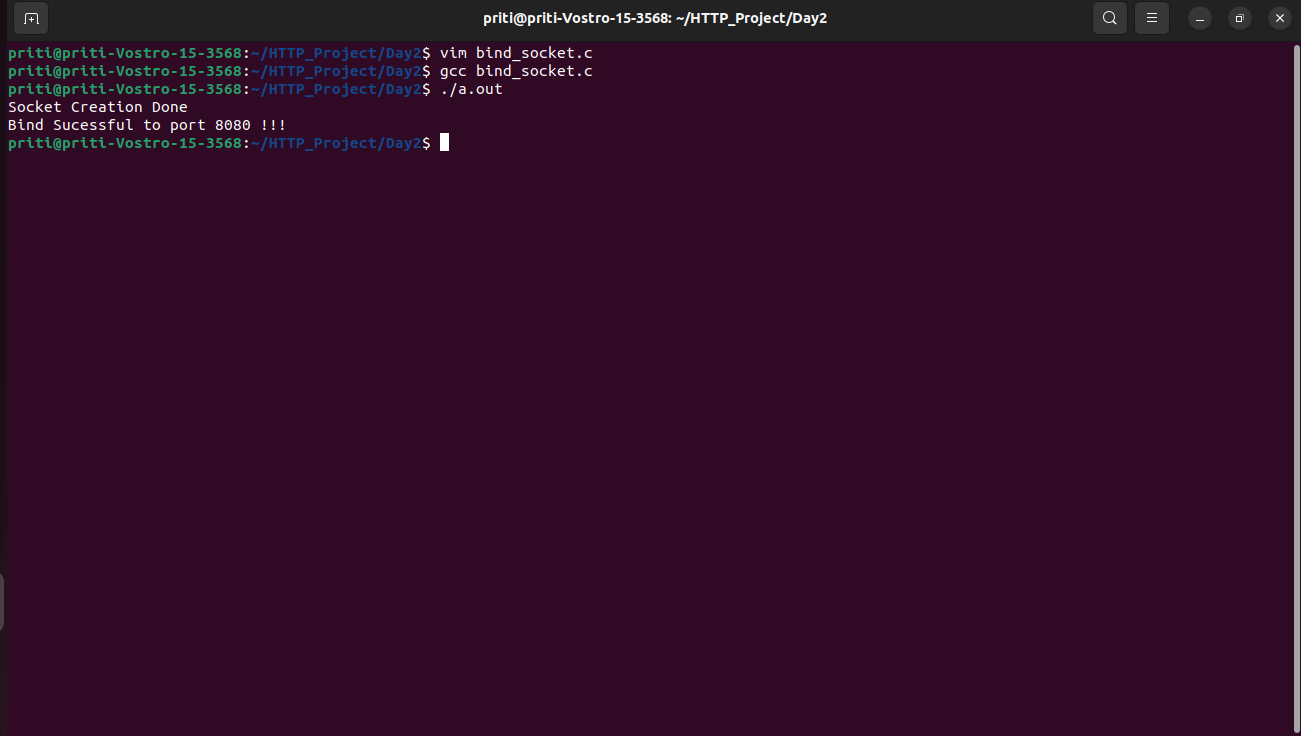 priti@priti-Vostro-15-3568: ~/HTTP_Project/Day2
priti@priti-Vostro-15-3568:~/HTTP_Project/Day2$ vim bind_socket.c
priti@priti-Vostro-15-3568:~/HTTP_Project/Day2$ gcc bind_socket.c
priti@priti-Vostro-15-3568:~/HTTP_Project/Day2$ ./a.out
Socket Creation Done
Bind Sucessful to port 8080 !!!
priti@priti-Vostro-15-3568:~/HTTP_Project/Day2$